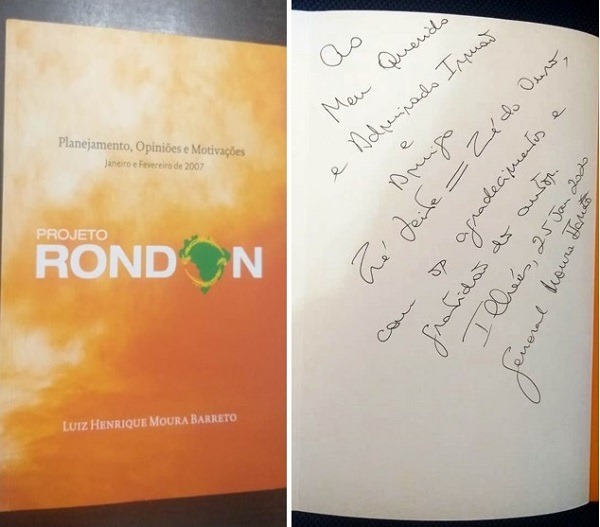 Planejamento, Opiniões e Motivações
Janeiro e Fevereiro de 2007
PROJETO
RONDON
LUIZ HENRIQUE MOURA BARRETO
Ao
Meu Querido
e Admirado Irmão
e
Amigo
Zé Leite = Zé do Ouro,
com os agradecimentos e
gratidão do autor.
Ilhéus, 25 Jan 2020
General Moura Barreto